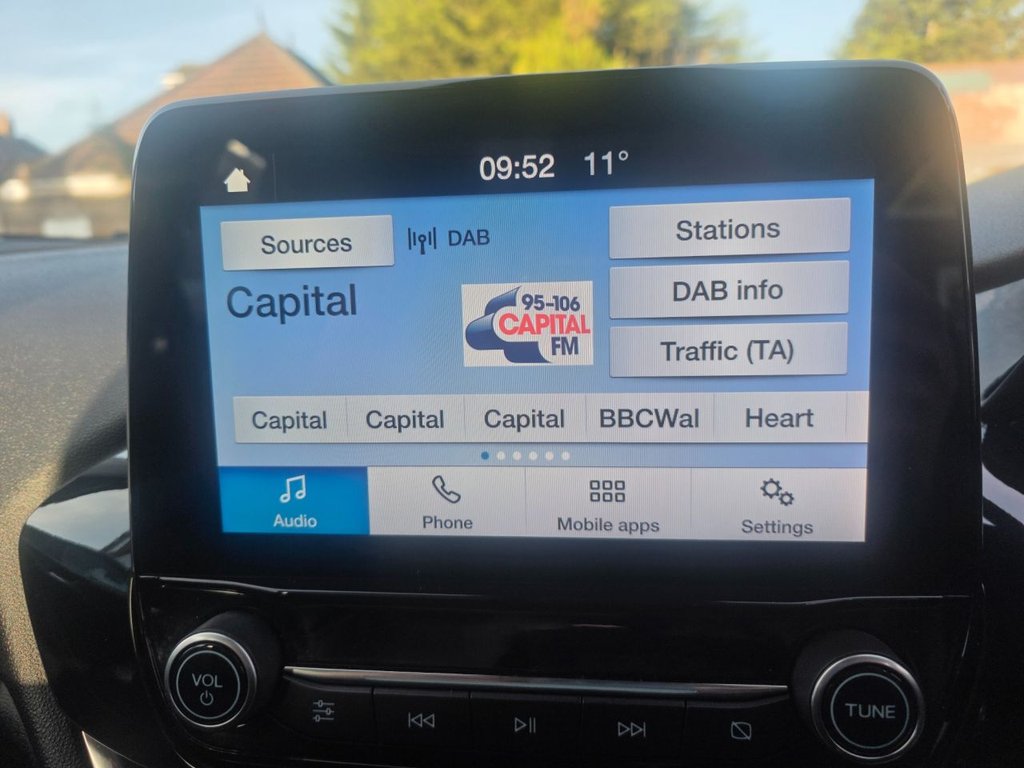 09:52 11°
Sources DAB Stations
Capital
95-106
CAPITAL
FM
DAB info
Traffic (TA)
Capital Capital Capital BBCWal Heart
Audio Phone Mobile apps Settings
VOL
TUNE